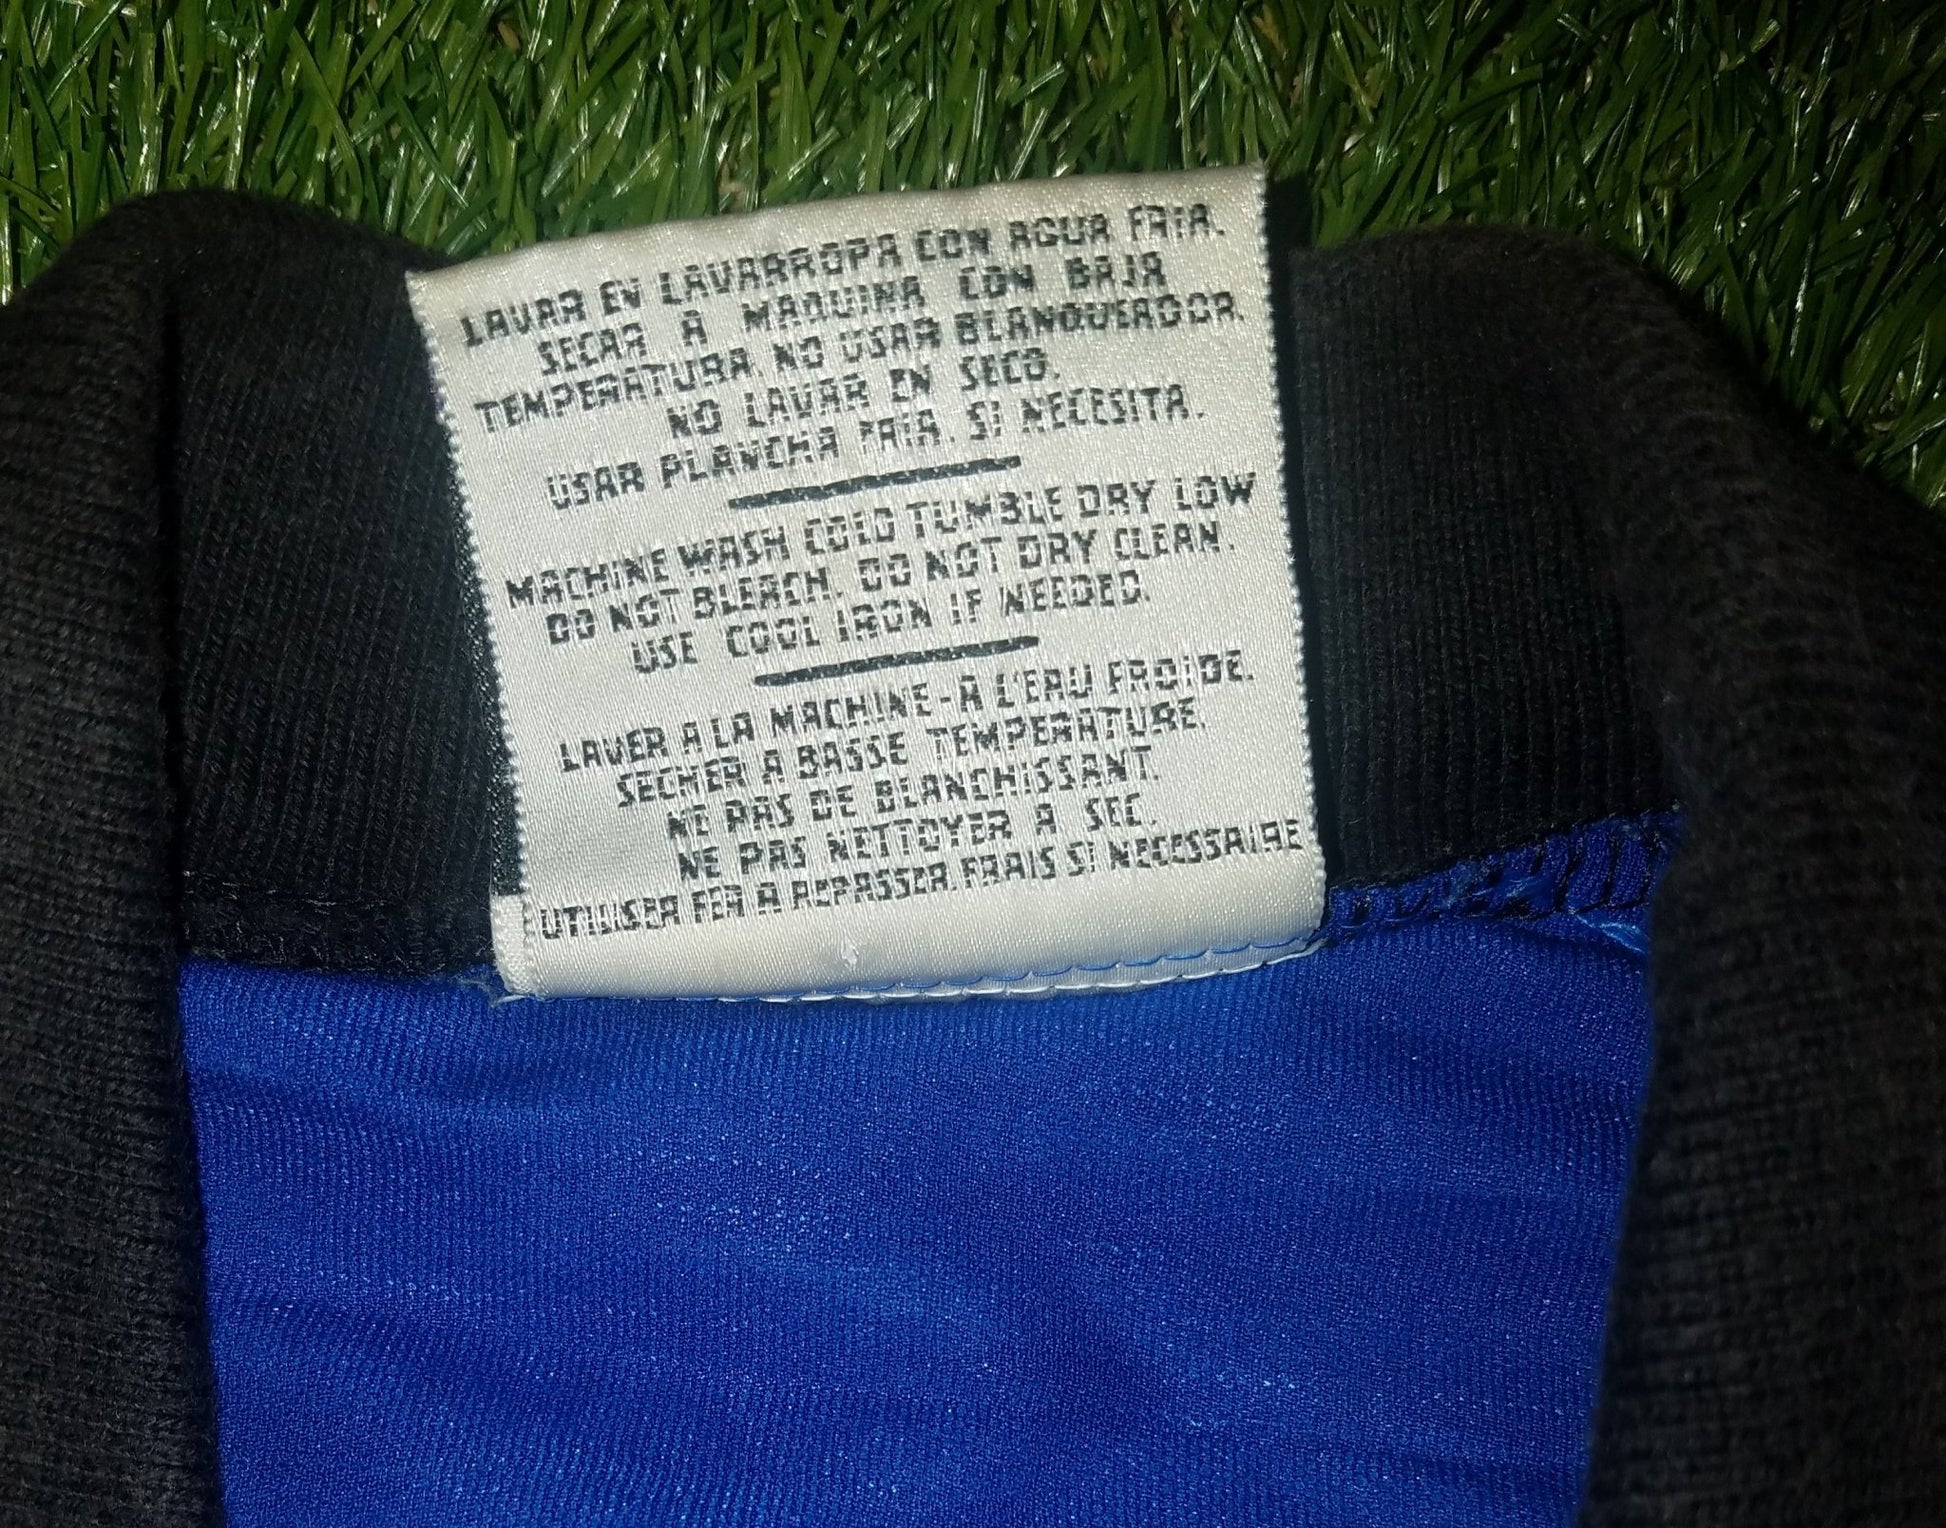 LAVAR EN LAVARROPA CON AGUA FRIA.
SECAR A MAQUINA CON BAJA
TEMPERATURA. NO USAR BLANQUEADOR.
NO LAVAR EN SECO.
USAR PLANCHA FRIA. SI NECESITA.
MACHINE WASH COLD TUMBLE DRY LOW
DO NOT BLEACH. DO NOT DRY CLEAN.
USE COOL IRON IF NEEDED.
LAVER A LA MACHINE-A L'EAU FROIDE.
SECHER A BASSE TEMPERATURE.
NE PAS DE BLANCHISSANT.
NE PAS NETTOYER A SEC.
UTILISER FER A REPASSER. FRAIS SI NECESSAIRE